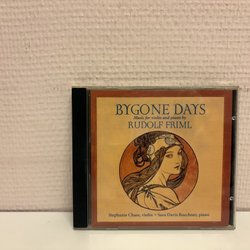 BYGONE DAYS
Music for violin and piano by
RUDOLF FRIML
Stephanie Chase, violin • Sara Davis Buechner, piano